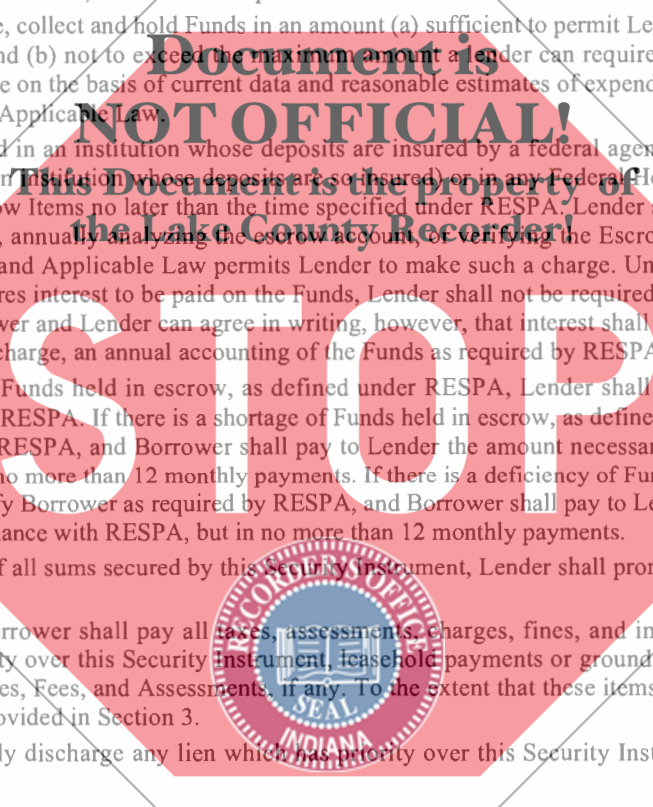 e, collect and hold Funds in an amount (a) sufficient to permit Le
nd (b) not to exceed the maximum amount a lender can require
e on the basis of current data and reasonable estimates of expend
Applicable Law.
d in an institution whose deposits are insured by a federal agen
n institution whose deposits are so insured) or in any Federal Ho
ow Items no later than the time specified under RESPA. Lender s
, annually analyzing the escrow account, or verifying the Escro
and Applicable Law permits Lender to make such a charge. Un
res interest to be paid on the Funds, Lender shall not be required
wer and Lender can agree in writing, however, that interest shall
charge, an annual accounting of the Funds as required by RESPA
Funds held in escrow, as defined under RESPA, Lender shall
RESPA. If there is a shortage of Funds held in escrow, as define
RESPA, and Borrower shall pay to Lender the amount necessar
no more than 12 monthly payments. If there is a deficiency of Fu
fy Borrower as required by RESPA, and Borrower shall pay to Le
dance with RESPA, but in no more than 12 monthly payments.
f all sums secured by this Security Instrument, Lender shall pro
rrower shall pay all taxes, assessments, charges, fines, and im
ty over this Security Instrument, leasehold payments or ground
es, Fees, and Assessments, if any. To the extent that these items
ovided in Section 3.
ly discharge any lien which has priority over this Security Inst
Document is
NOT OFFICIAL!
This Document is the property of
the Lake County Recorder!
STOP
RECORDER'S OFFICE
SEAL
INDIANA